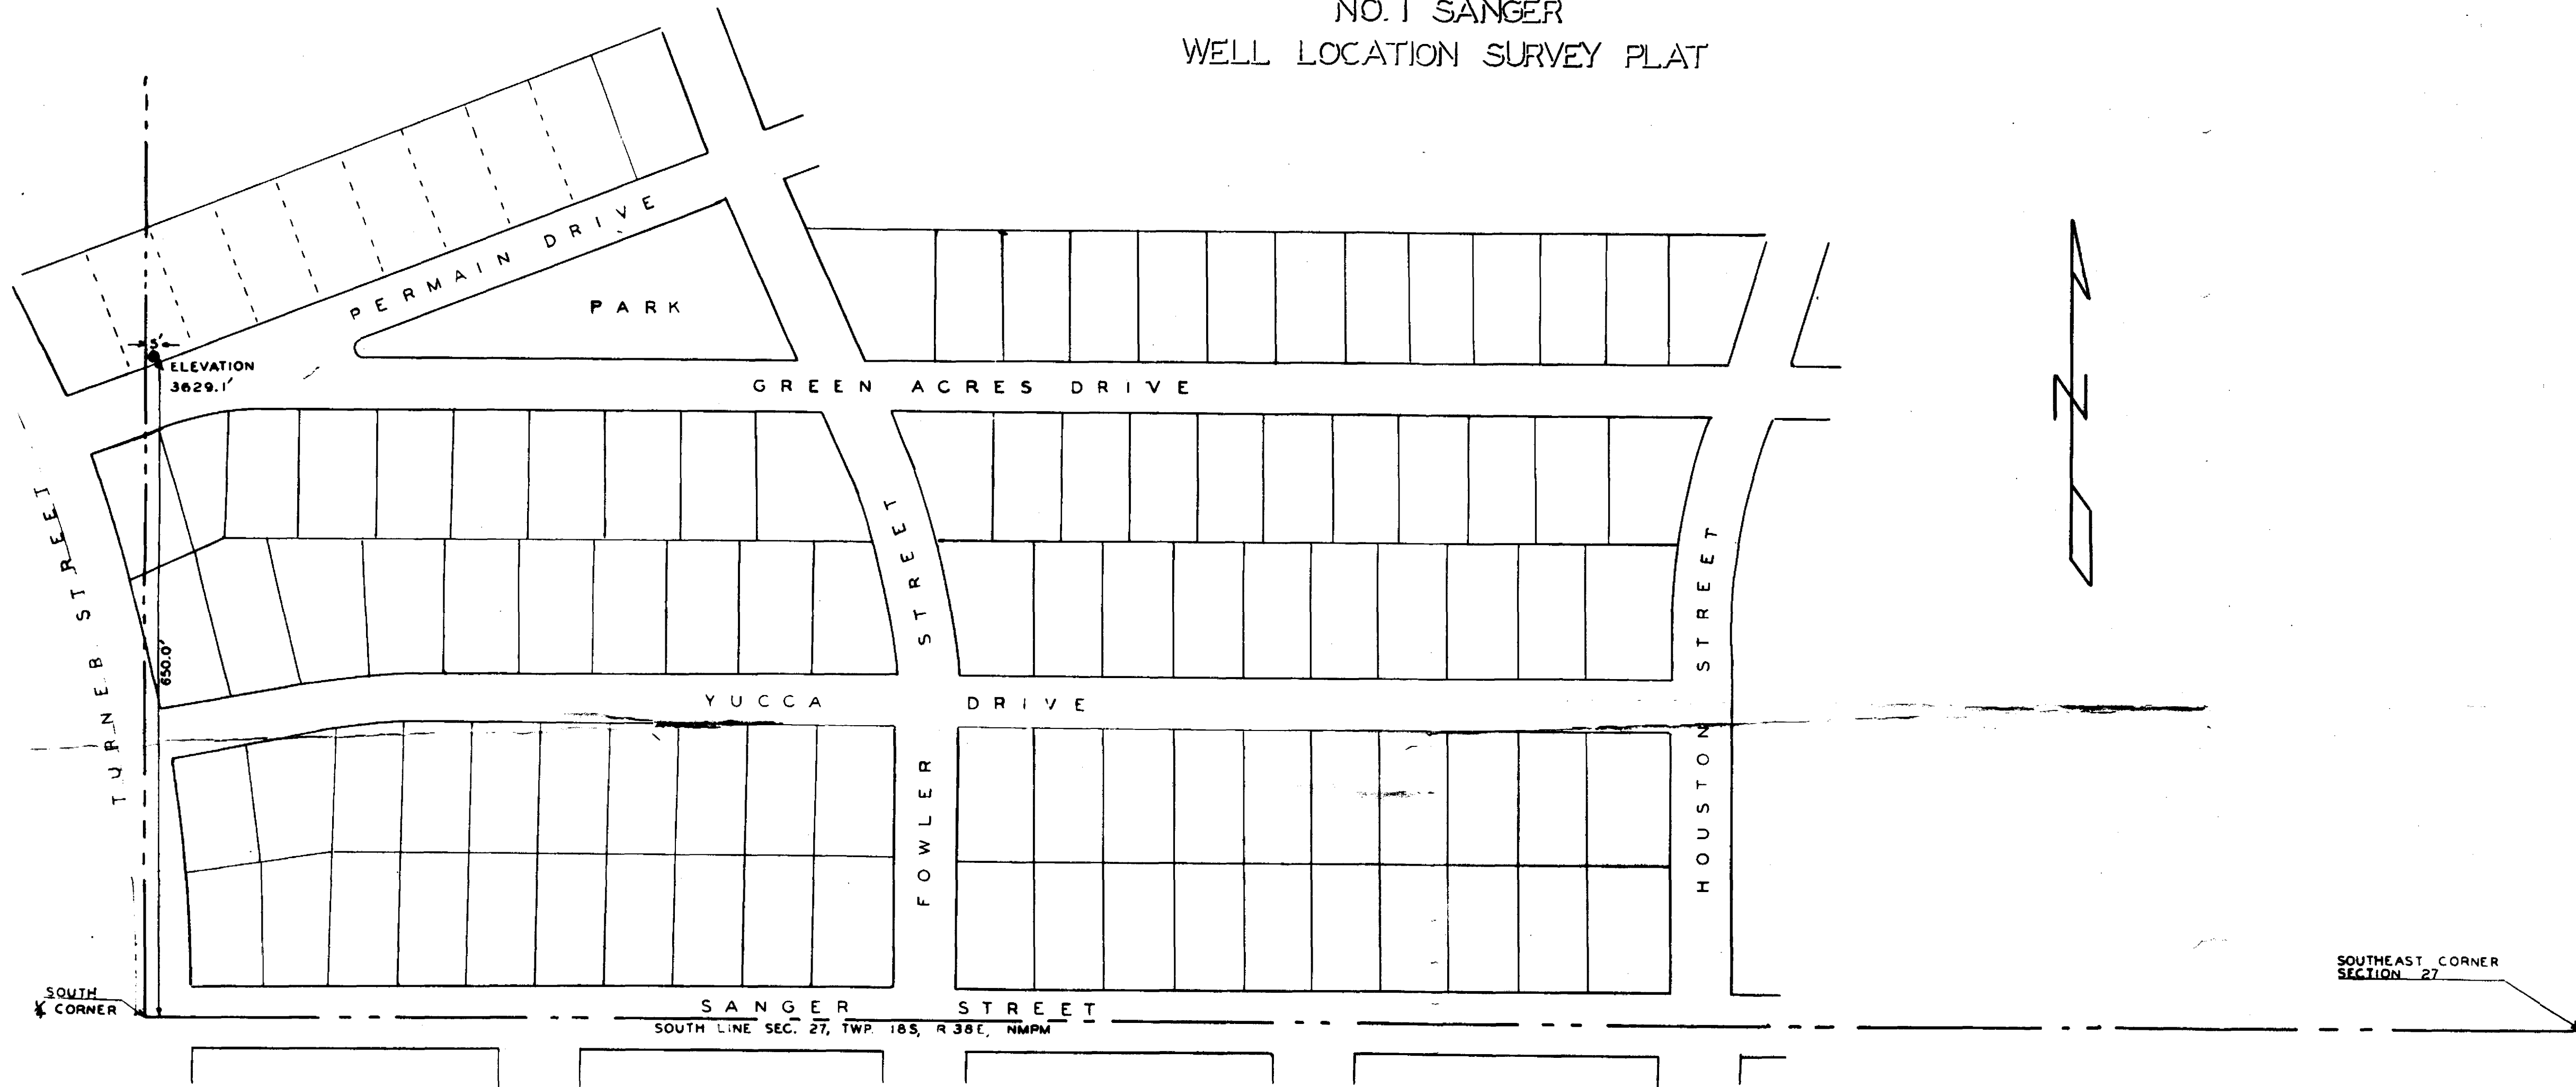 NO. 1 SANGER
WELL LOCATION SURVEY PLAT
PERMAIN DRIVE
PARK
5'
ELEVATION
3629.1'
GREEN ACRES DRIVE
N
TURNER STREET
FOWLER STREET
HOUSTON STREET
650.0'
YUCCA DRIVE
SOUTHEAST CORNER
SECTION 27
SOUTH
¼ CORNER
SANGER STREET
SOUTH LINE SEC. 27, TWP. 18S, R 38E, NMPM